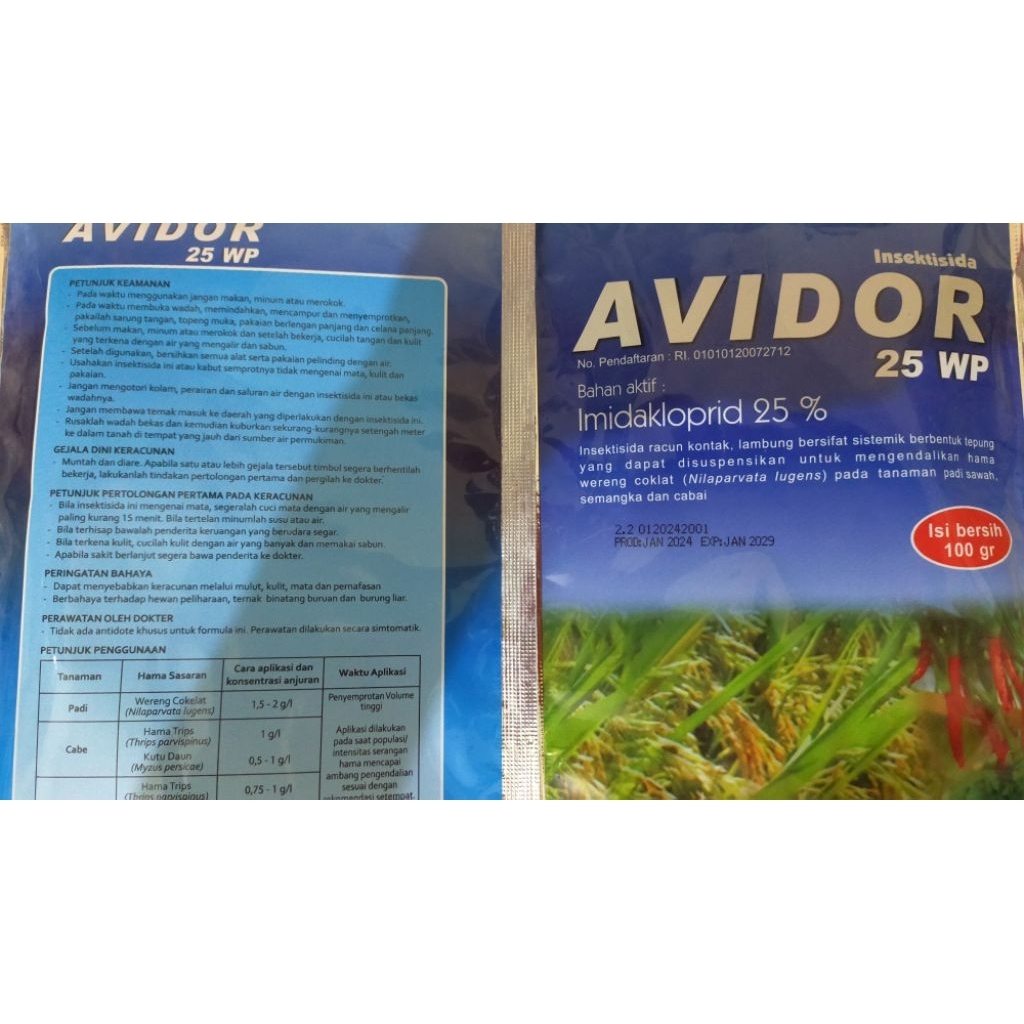 AVIDOR
25 WP
PETUNJUK KEAMANAN
- Pada waktu menggunakan jangan makan, minum atau merokok.
- Pada waktu membuka wadah, memindahkan, mencampur dan menyemprotkan,
pakailah sarung tangan, topeng muka, pakaian berlengan panjang dan celana panjang.
- Sebelum makan, minum atau merokok dan setelah bekerja, cucilah tangan dan kulit
yang terkena dengan air yang mengalir dan sabun.
- Setelah digunakan, bersihkan semua alat serta pakaian pelinding dengan air.
- Usahakan insektisida ini atau kabut semprotnya tidak mengenai mata, kulit dan
pakaian.
- Jangan mengotori kolam, perairan dan saluran air dengan insektisida ini atau bekas
wadahnya.
- Jangan membawa ternak masuk ke daerah yang diperlakukan dengan insektisida ini.
- Rusaklah wadah bekas dan kemudian kuburkan sekurang-kurangnya setengah meter
ke dalam tanah di tempat yang jauh dari sumber air permukiman.
GEJALA DINI KERACUNAN
- Muntah dan diare. Apabila satu atau lebih gejala tersebut timbul segera berhentilah
bekerja, lakukanlah tindakan pertolongan pertama dan pergilah ke dokter.
PETUNJUK PERTOLONGAN PERTAMA PADA KERACUNAN
- Bila insektisida ini mengenai mata, segeralah cuci mata dengan air yang mengalir
paling kurang 15 menit. Bila tertelan minumlah susu atau air.
- Bila terhisap bawalah penderita keruangan yang berudara segar.
- Bila terkena kulit, cucilah kulit dengan air yang banyak dan memakai sabun.
- Apabila sakit berlanjut segera bawa penderita ke dokter.
PERINGATAN BAHAYA
- Dapat menyebabkan keracunan melalui mulut, kulit, mata dan pernafasan
- Berbahaya terhadap hewan peliharaan, ternak binatang buruan dan burung liar.
PERAWATAN OLEH DOKTER
- Tidak ada antidote khusus untuk formula ini. Perawatan dilakukan secara simtomatik.
PETUNJUK PENGGUNAAN
Tanaman Hama Sasaran Cara aplikasi dan konsentrasi anjuran Waktu Aplikasi
Padi Wereng Cokelat (Nilaparvata lugens) 1,5 - 2 g/l Penyemprotan Volume tinggi
Cabe Hama Trips (Thrips parvispinus) 1 g/l
Kutu Daun (Myzus persicae) 0,5 - 1 g/l
Hama Trips (Thrips parvispinus) 0,75 - 1 g/l
Aplikasi dilakukan
pada saat populasi/
intensitas serangan
hama mencapai
ambang pengendalian
sesuai dengan
rekomendasi setempat.
Insektisida
AVIDOR
25 WP
No. Pendaftaran : RI. 01010120072712
Bahan aktif :
Imidakloprid 25 %
Insektisida racun kontak, lambung bersifat sistemik berbentuk tepung
yang dapat disuspensikan untuk mengendalikan hama
wereng coklat (Nilaparvata lugens) pada tanaman padi sawah,
semangka dan cabai
2.2 0120242001
PROD:JAN 2024 EXP:JAN 2029
Isi bersih
100 gr